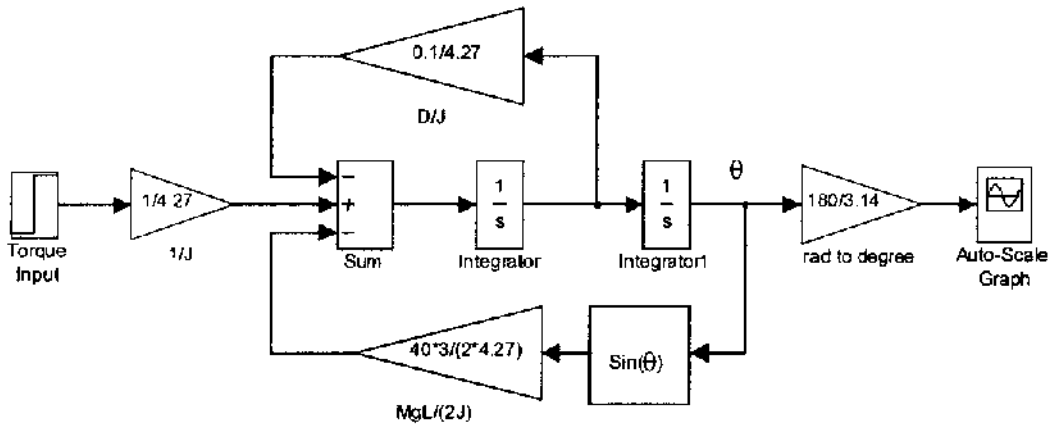 0.1/4.27
D/J
Torque
Input
1/4.27
1/J
−
+
−
Sum
1
s
Integrator
1
s
Integrator1
θ
180/3.14
rad to degree
Auto-Scale
Graph
40*3/(2*4.27)
MgL/(2J)
Sin(θ)